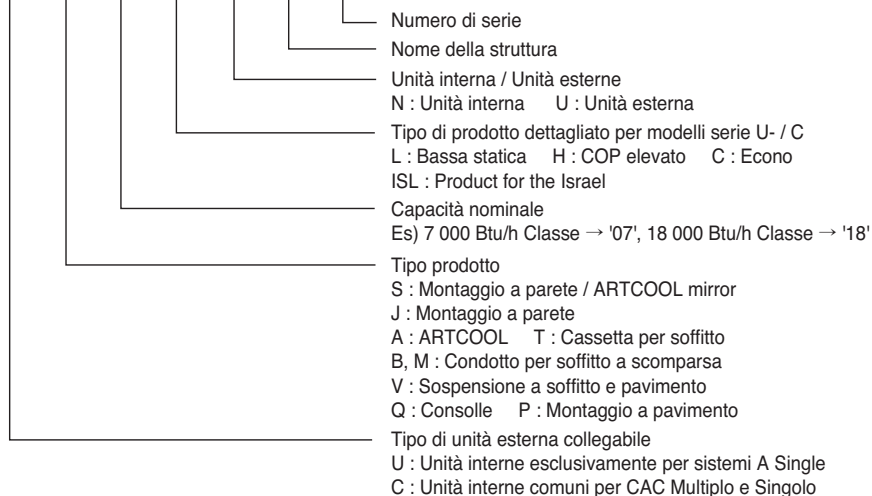 Numero di serie
Nome della struttura
Unità interna / Unità esterne
N : Unità interna U : Unità esterna
Tipo di prodotto dettagliato per modelli serie U- / C
L : Bassa statica H : COP elevato C : Econo
ISL : Product for the Israel
Capacità nominale
Es) 7 000 Btu/h Classe → '07', 18 000 Btu/h Classe → '18'
Tipo prodotto
S : Montaggio a parete / ARTCOOL mirror
J : Montaggio a parete
A : ARTCOOL T : Cassetta per soffitto
B, M : Condotto per soffitto a scomparsa
V : Sospensione a soffitto e pavimento
Q : Consolle P : Montaggio a pavimento
Tipo di unità esterna collegabile
U : Unità interne esclusivamente per sistemi A Single
C : Unità interne comuni per CAC Multiplo e Singolo